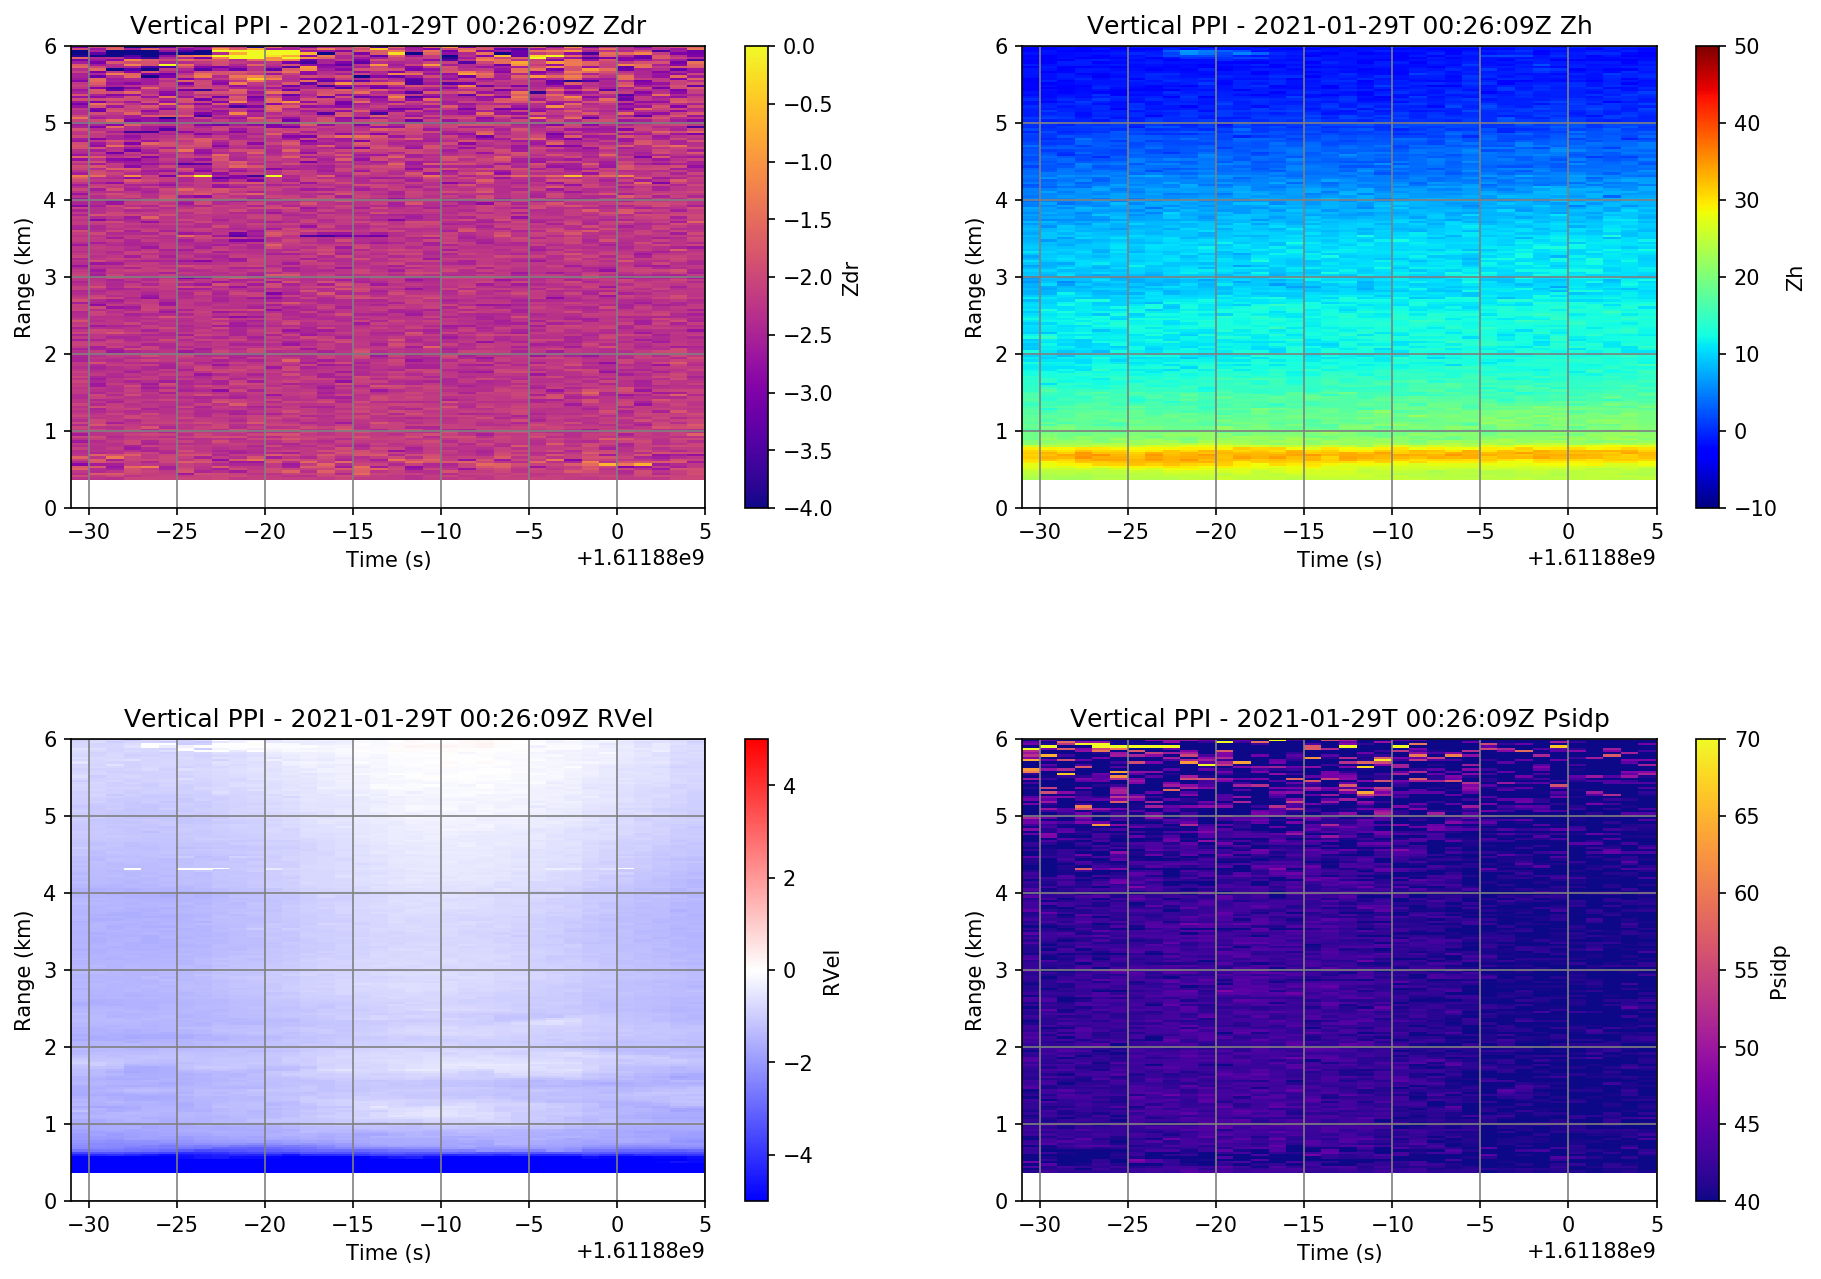 Vertical PPI - 2021-01-29T 00:26:09Z Zdr
6
5
4
3
2
1
0
Range (km)
−30 −25 −20 −15 −10 −5 0 5
Time (s)
+1.61188e9
0.0
−0.5
−1.0
−1.5
−2.0
−2.5
−3.0
−3.5
−4.0
Zdr
Vertical PPI - 2021-01-29T 00:26:09Z Zh
6
5
4
3
2
1
0
Range (km)
−30 −25 −20 −15 −10 −5 0 5
Time (s)
+1.61188e9
50
40
30
20
10
0
−10
Zh
Vertical PPI - 2021-01-29T 00:26:09Z RVel
6
5
4
3
2
1
0
Range (km)
−30 −25 −20 −15 −10 −5 0 5
Time (s)
+1.61188e9
4
2
0
−2
−4
RVel
Vertical PPI - 2021-01-29T 00:26:09Z Psidp
6
5
4
3
2
1
0
Range (km)
−30 −25 −20 −15 −10 −5 0 5
Time (s)
+1.61188e9
70
65
60
55
50
45
40
Psidp